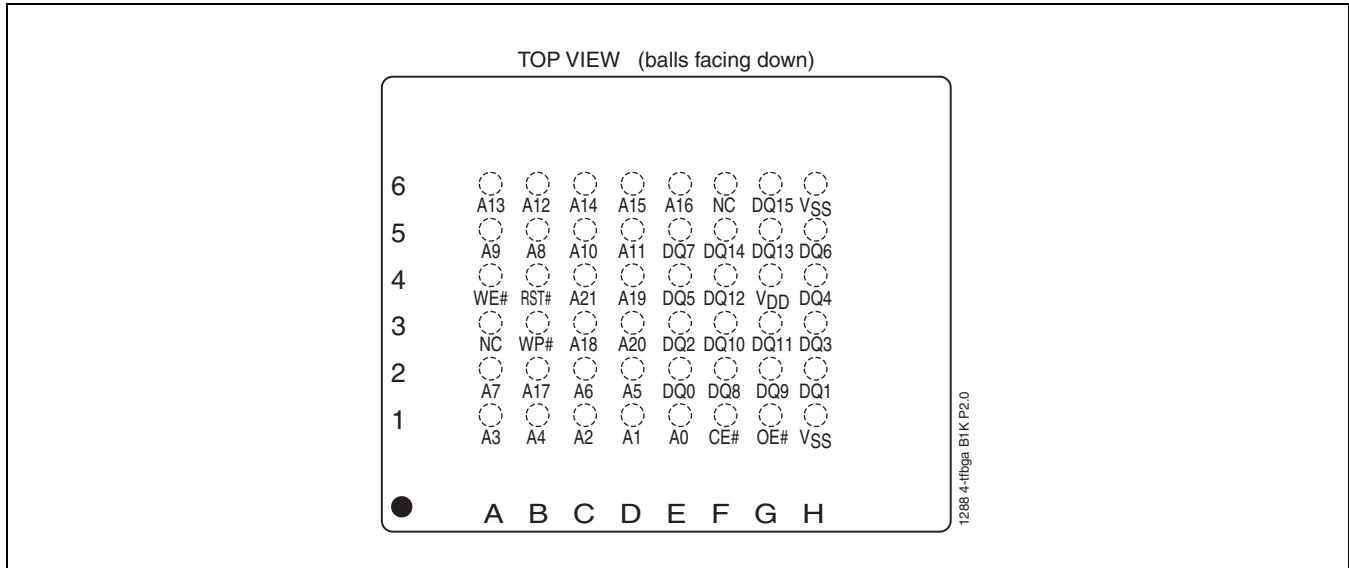 TOP VIEW (balls facing down)
6
A13 A12 A14 A15 A16 NC DQ15 VSS
5
A9 A8 A10 A11 DQ7 DQ14 DQ13 DQ6
4
WE# RST# A21 A19 DQ5 DQ12 VDD DQ4
3
NC WP# A18 A20 DQ2 DQ10 DQ11 DQ3
2
A7 A17 A6 A5 DQ0 DQ8 DQ9 DQ1
1
A3 A4 A2 A1 A0 CE# OE# VSS
A B C D E F G H
1288 4-tfbga B1K P2.0